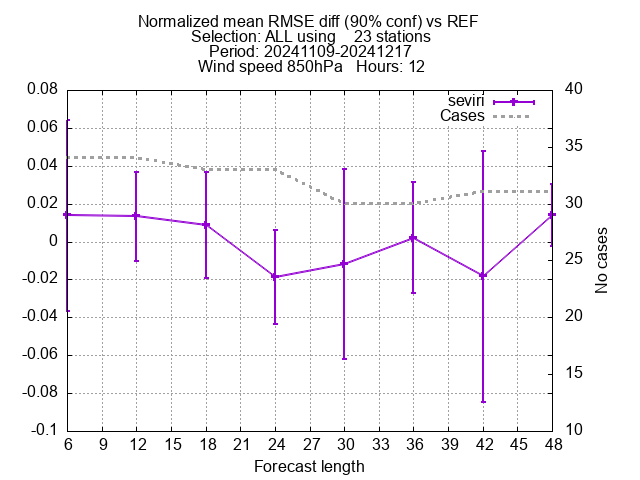 Normalized mean RMSE diff (90% conf) vs REF
Selection: ALL using    23 stations
Period: 20241109-20241217
Wind speed 850hPa   Hours: 12
seviri
Cases
0.08
0.06
0.04
0.02
0
-0.02
-0.04
-0.06
-0.08
-0.1
40
35
30
25
20
15
10
No cases
6 9 12 15 18 21 24 27 30 33 36 39 42 45 48
Forecast length